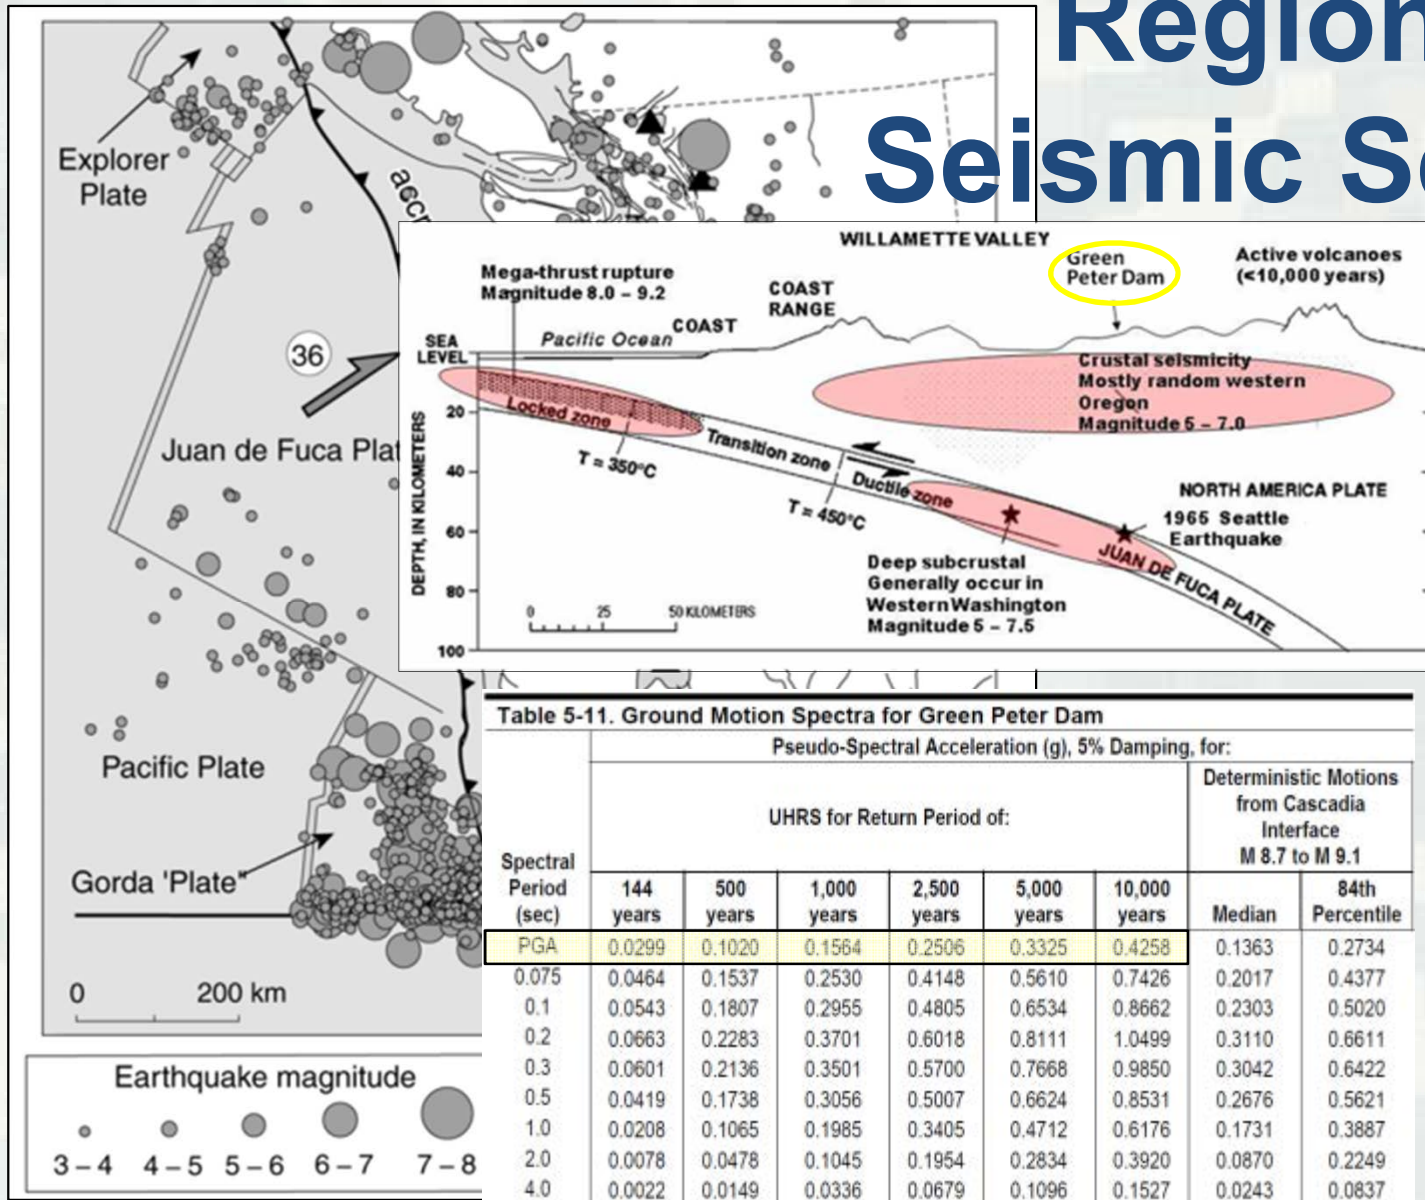 Region
Seismic So
Explorer
Plate
accr
36
Juan de Fuca Plat
Pacific Plate
Gorda 'Plate"
0 200 km
Earthquake magnitude
3 – 4 4 – 5 5 – 6 6 – 7 7 – 8
WILLAMETTE VALLEY
Green
Peter Dam
Active volcanoes
(<10,000 years)
Mega-thrust rupture
Magnitude 8.0 – 9.2
COAST
RANGE
COAST
Pacific Ocean
SEA
LEVEL
Crustal seismicity
Mostly random western
Oregon
Magnitude 5 – 7.0
DEPTH, IN KILOMETERS
20
40
60
80
100
Locked zone
Transition zone
T = 350°C
Ductile zone
T = 450°C
NORTH AMERICA PLATE
1965 Seattle
Earthquake
JUAN DE FUCA PLATE
Deep subcrustal
Generally occur in
Western Washington
Magnitude 5 – 7.5
0 25 50 KILOMETERS
Table 5-11. Ground Motion Spectra for Green Peter Dam
Pseudo-Spectral Acceleration (g), 5% Damping, for:
UHRS for Return Period of:
Deterministic Motions
from Cascadia
Interface
M 8.7 to M 9.1
Spectral
Period
(sec)
144 years 500 years 1,000 years 2,500 years 5,000 years 10,000 years Median 84th Percentile
PGA 0.0299 0.1020 0.1564 0.2506 0.3325 0.4258 0.1363 0.2734
0.075 0.0464 0.1537 0.2530 0.4148 0.5610 0.7426 0.2017 0.4377
0.1 0.0543 0.1807 0.2955 0.4805 0.6534 0.8662 0.2303 0.5020
0.2 0.0663 0.2283 0.3701 0.6018 0.8111 1.0499 0.3110 0.6611
0.3 0.0601 0.2136 0.3501 0.5700 0.7668 0.9850 0.3042 0.6422
0.5 0.0419 0.1738 0.3056 0.5007 0.6624 0.8531 0.2676 0.5621
1.0 0.0208 0.1065 0.1985 0.3405 0.4712 0.6176 0.1731 0.3887
2.0 0.0078 0.0478 0.1045 0.1954 0.2834 0.3920 0.0870 0.2249
4.0 0.0022 0.0149 0.0336 0.0679 0.1096 0.1527 0.0243 0.0837